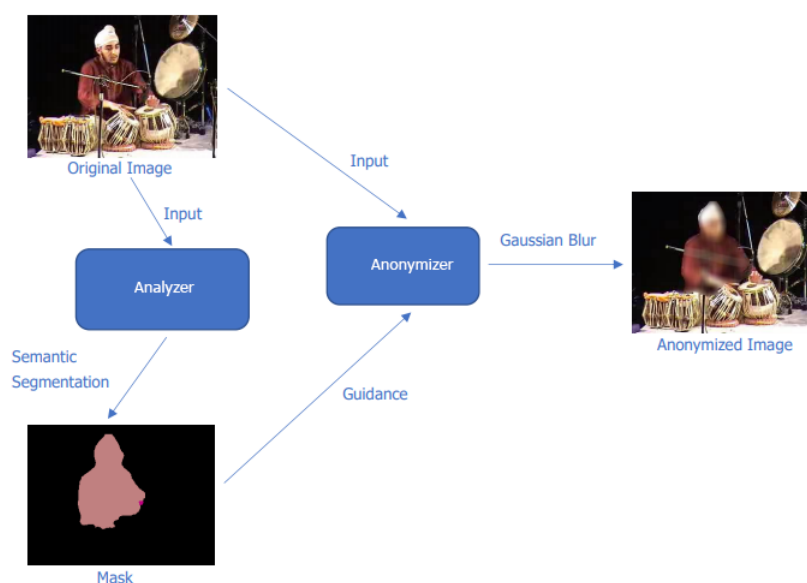 Original Image
Input
Input
Analyzer
Anonymizer
Gaussian Blur
Semantic
Segmentation
Guidance
Anonymized Image
Mask